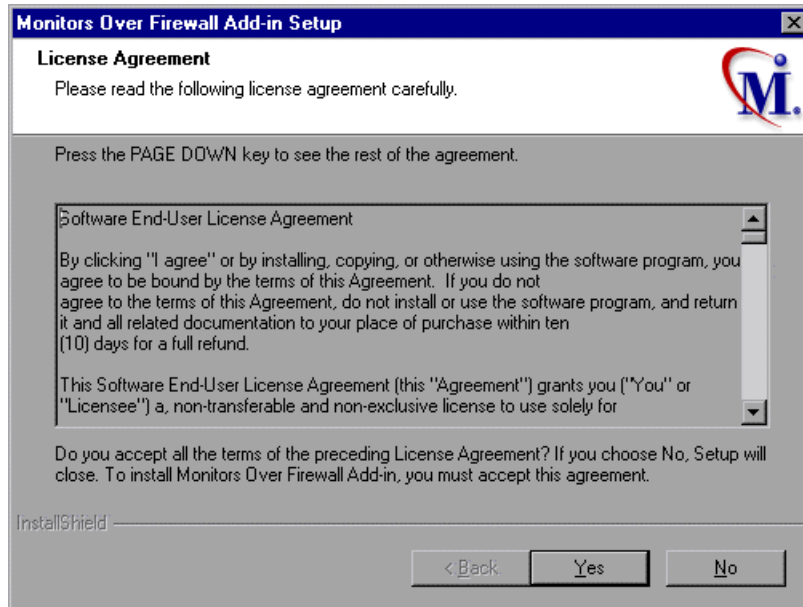 Monitors Over Firewall Add-in Setup
License Agreement
Please read the following license agreement carefully.
M.
Press the PAGE DOWN key to see the rest of the agreement.
Software End-User License Agreement
By clicking "I agree" or by installing, copying, or otherwise using the software program, you
agree to be bound by the terms of this Agreement. If you do not
agree to the terms of this Agreement, do not install or use the software program, and return
it and all related documentation to your place of purchase within ten
(10) days for a full refund.
This Software End-User License Agreement (this "Agreement") grants you ("You" or
"Licensee") a, non-transferable and non-exclusive license to use solely for
Do you accept all the terms of the preceding License Agreement? If you choose No, Setup will
close. To install Monitors Over Firewall Add-in, you must accept this agreement.
InstallShield
< Back
Yes
No